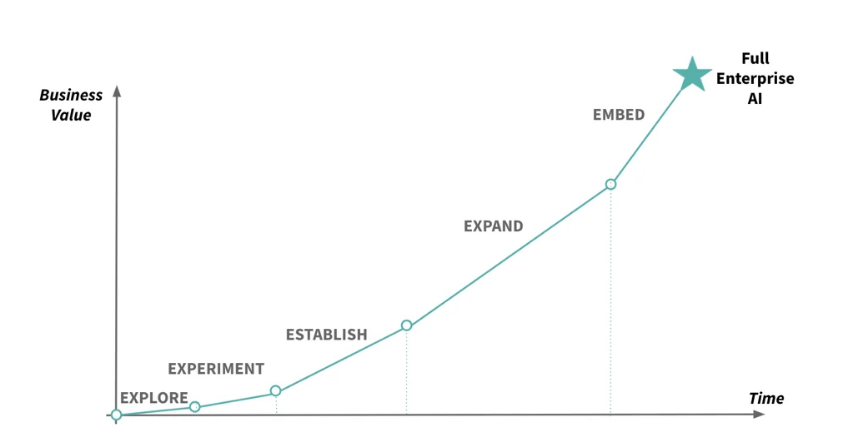 Full
Enterprise
AI
Business
Value
EMBED
EXPAND
ESTABLISH
EXPERIMENT
EXPLORE
Time